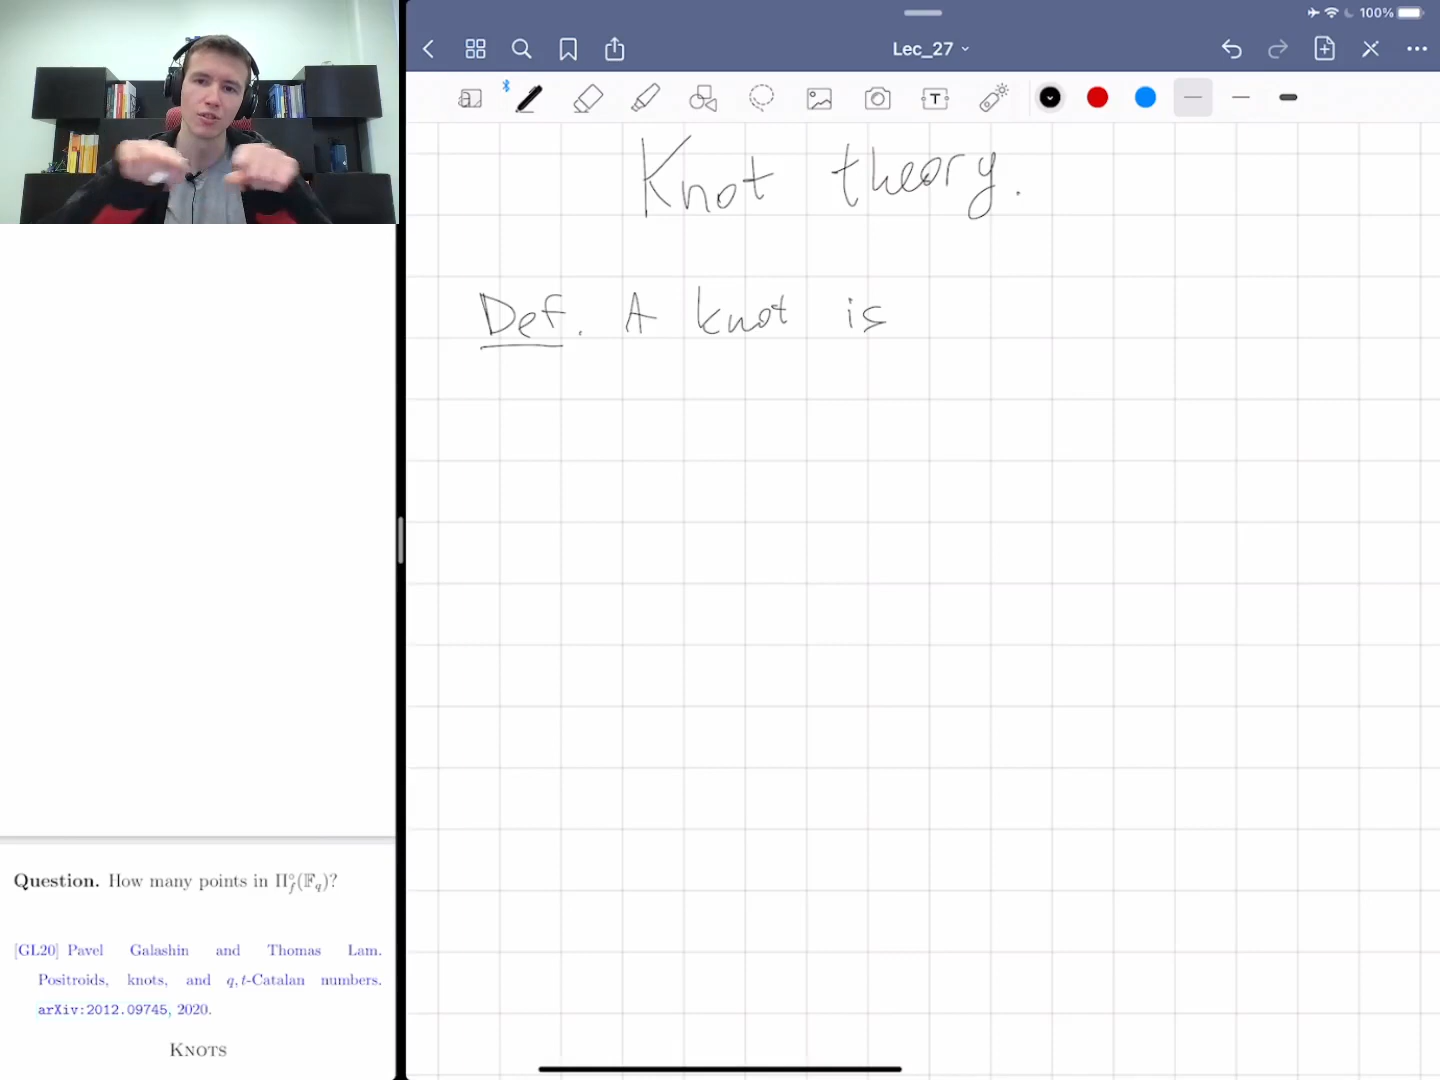 100%
Lec_27
T
Knot theory.
Def. A knot is
Question. How many points in Π°_f(𝔽_q)?
[GL20] Pavel Galashin and Thomas Lam.
Positroids, knots, and q,t-Catalan numbers.
arXiv:2012.09745, 2020.
KNOTS